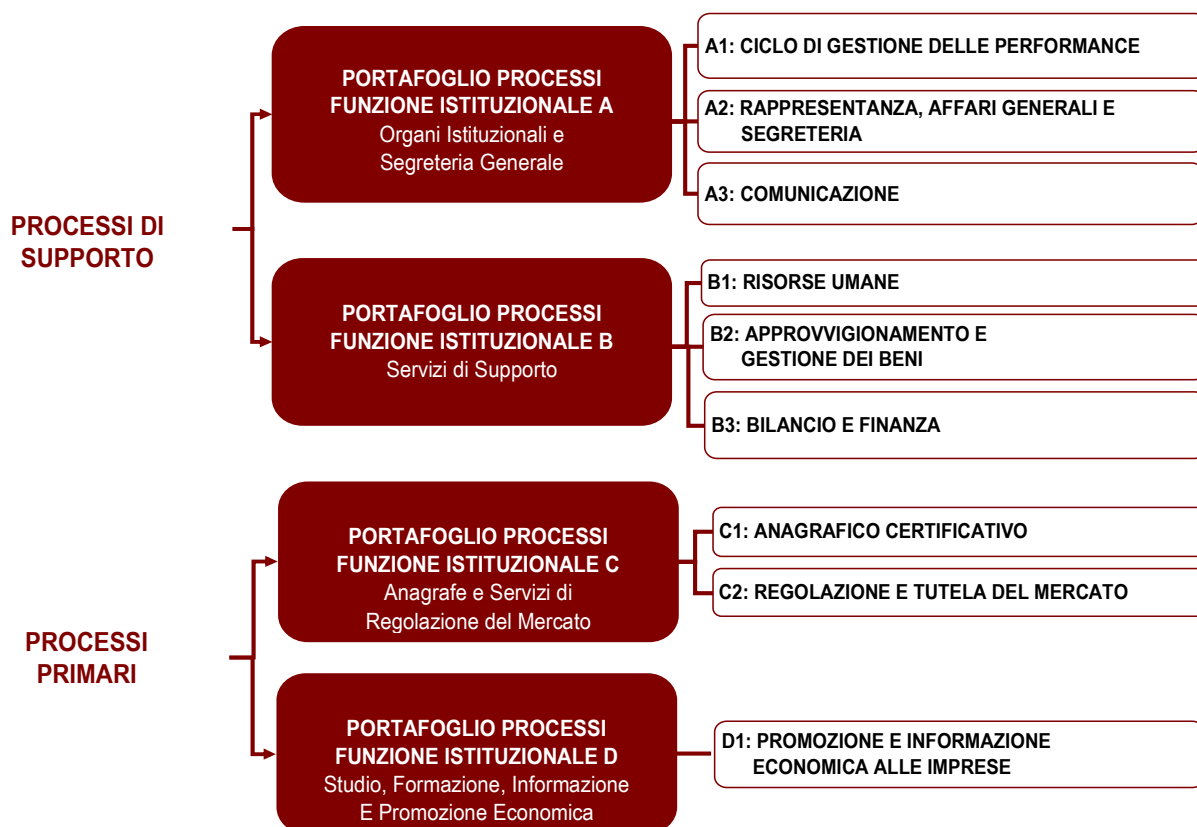 PROCESSI DI
SUPPORTO
PORTAFOGLIO PROCESSI
FUNZIONE ISTITUZIONALE A
Organi Istituzionali e
Segreteria Generale
A1: CICLO DI GESTIONE DELLE PERFORMANCE
A2: RAPPRESENTANZA, AFFARI GENERALI E
SEGRETERIA
A3: COMUNICAZIONE
PORTAFOGLIO PROCESSI
FUNZIONE ISTITUZIONALE B
Servizi di Supporto
B1: RISORSE UMANE
B2: APPROVVIGIONAMENTO E
GESTIONE DEI BENI
B3: BILANCIO E FINANZA
PROCESSI
PRIMARI
PORTAFOGLIO PROCESSI
FUNZIONE ISTITUZIONALE C
Anagrafe e Servizi di
Regolazione del Mercato
C1: ANAGRAFICO CERTIFICATIVO
C2: REGOLAZIONE E TUTELA DEL MERCATO
PORTAFOGLIO PROCESSI
FUNZIONE ISTITUZIONALE D
Studio, Formazione, Informazione
E Promozione Economica
D1: PROMOZIONE E INFORMAZIONE
ECONOMICA ALLE IMPRESE